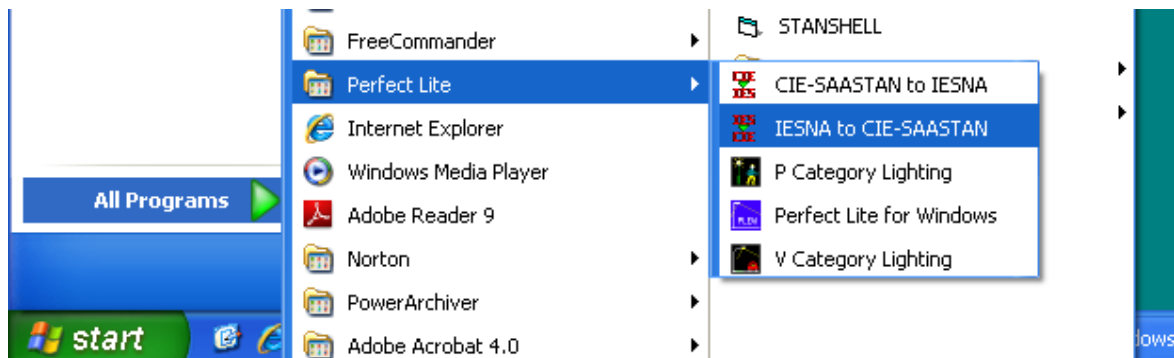 FreeCommander
Perfect Lite
Internet Explorer
Windows Media Player
Adobe Reader 9
Norton
PowerArchiver
Adobe Acrobat 4.0
STANSHELL
CIE-SAASTAN to IESNA
IESNA to CIE-SAASTAN
P Category Lighting
Perfect Lite for Windows
V Category Lighting
All Programs
start